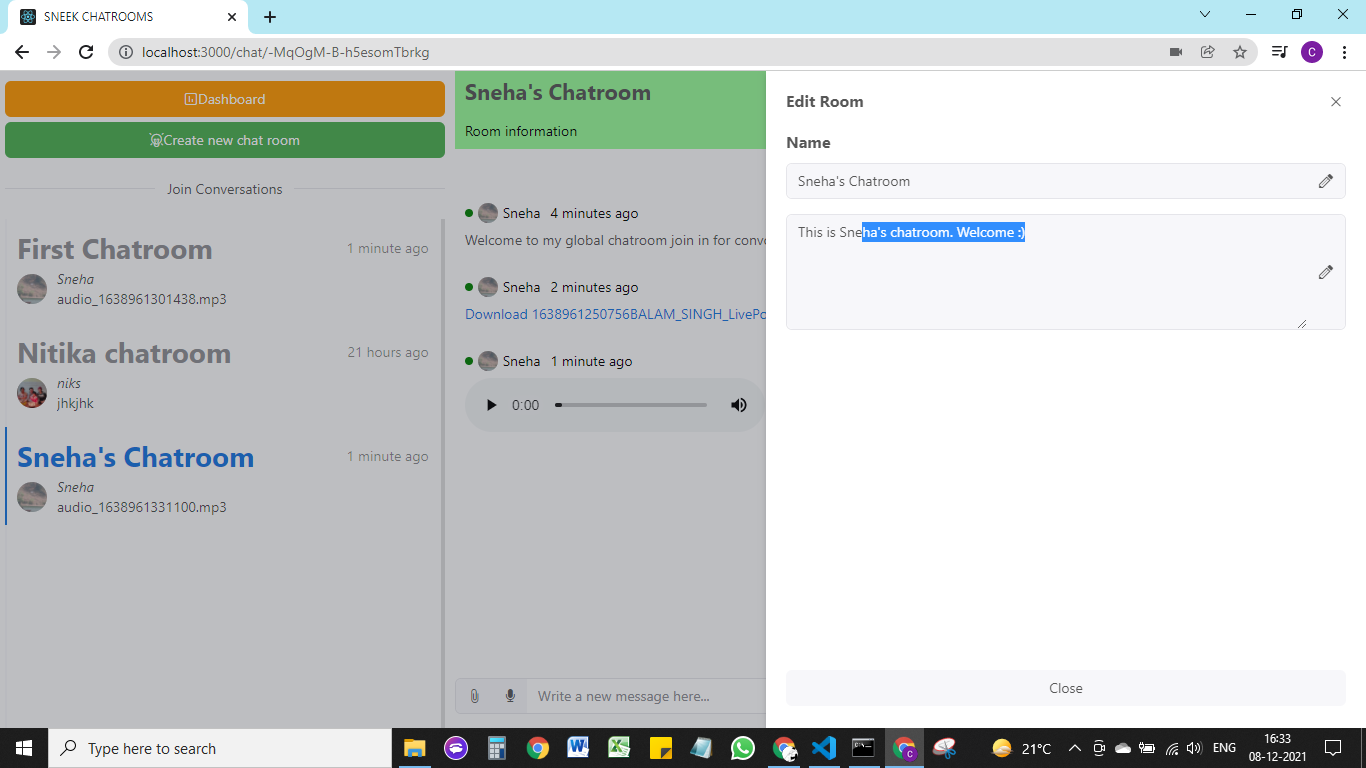 SNEEK CHATROOMS
localhost:3000/chat/-MqOgM-B-h5esomTbrkg
C
Dashboard
Create new chat room
Join Conversations
First Chatroom
1 minute ago
Sneha
audio_1638961301438.mp3
Nitika chatroom
21 hours ago
niks
jhkjhk
Sneha's Chatroom
1 minute ago
Sneha
audio_1638961331100.mp3
Sneha's Chatroom
Room information
Sneha 4 minutes ago
Welcome to my global chatroom join in for conv
Sneha 2 minutes ago
Download 1638961250756BALAM_SINGH_LivePo
Sneha 1 minute ago
0:00
Write a new message here...
Edit Room
Name
Sneha's Chatroom
This is Sneha's chatroom. Welcome :)
Close
Type here to search
21°C
ENG
16:33
08-12-2021